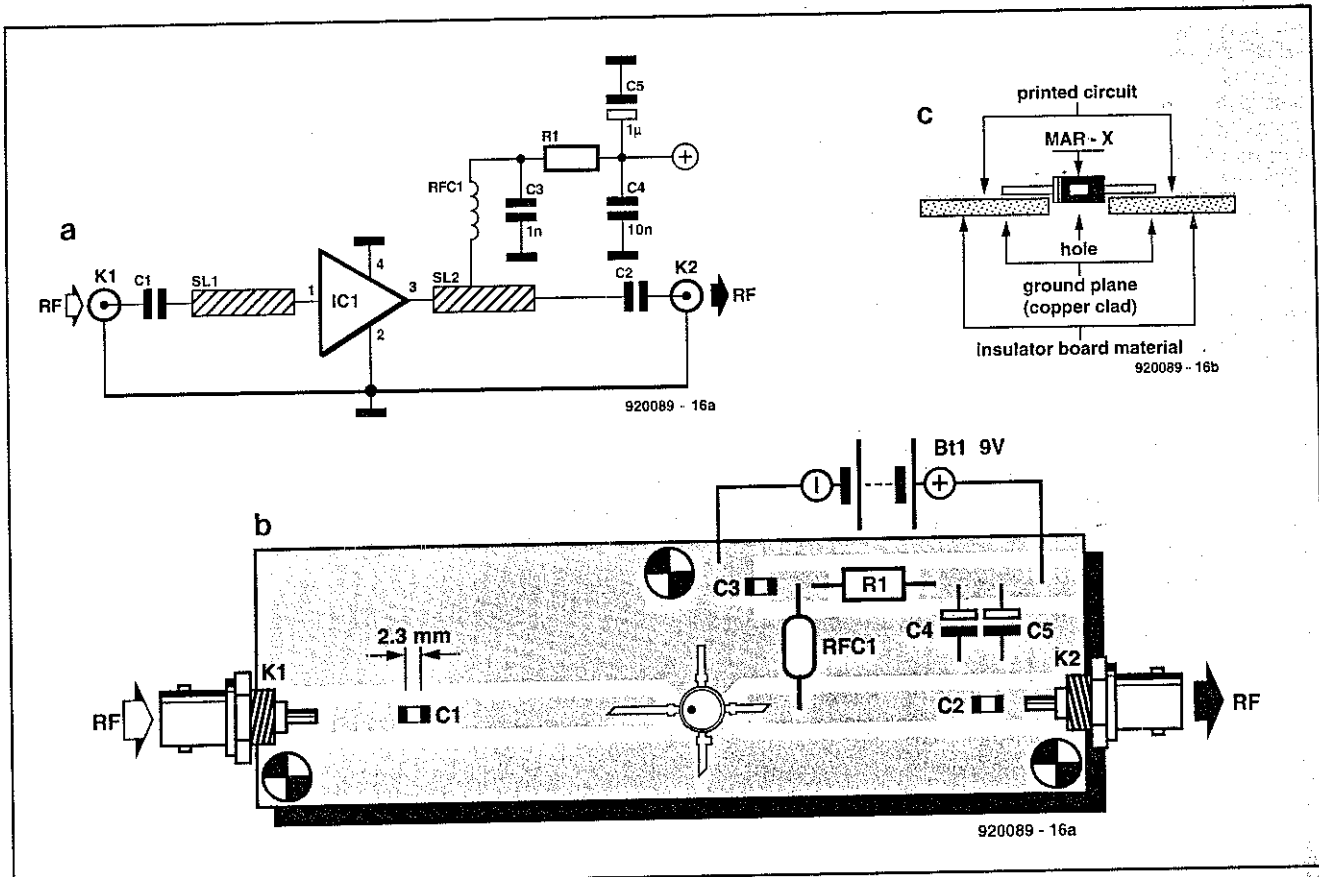 a
K1
RF
C1
SL1
1
IC1
4
2
3
SL2
RFC1
C3
1n
R1
C5
1μ
+
C4
10n
C2
K2
RF
920089 - 16a
c
printed circuit
MAR - X
hole
ground plane
(copper clad)
insulator board material
920089 - 16b
b
Bt1 9V
−
+
C3
R1
RFC1
C4
C5
2.3 mm
K1
RF
C1
C2
K2
RF
920089 - 16a